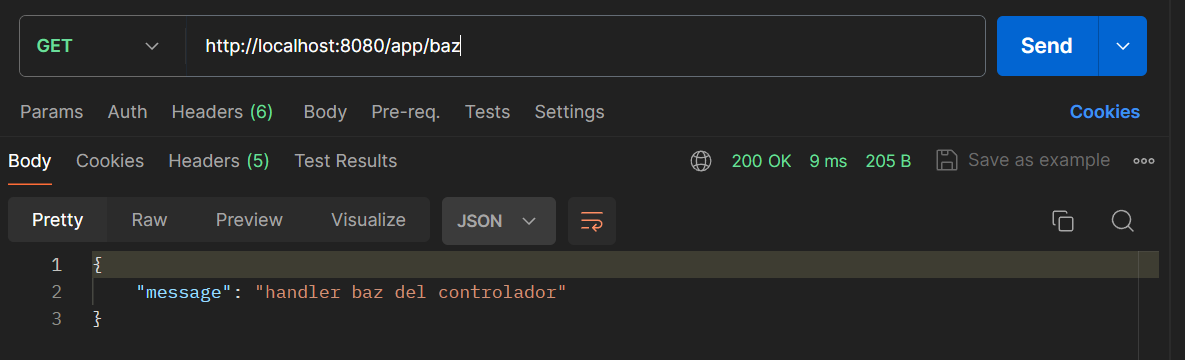 GET http://localhost:8080/app/baz Send
Params Auth Headers (6) Body Pre-req. Tests Settings Cookies
Body Cookies Headers (5) Test Results 200 OK 9 ms 205 B Save as example
Pretty Raw Preview Visualize JSON
1 {
2 "message": "handler baz del controlador"
3 }